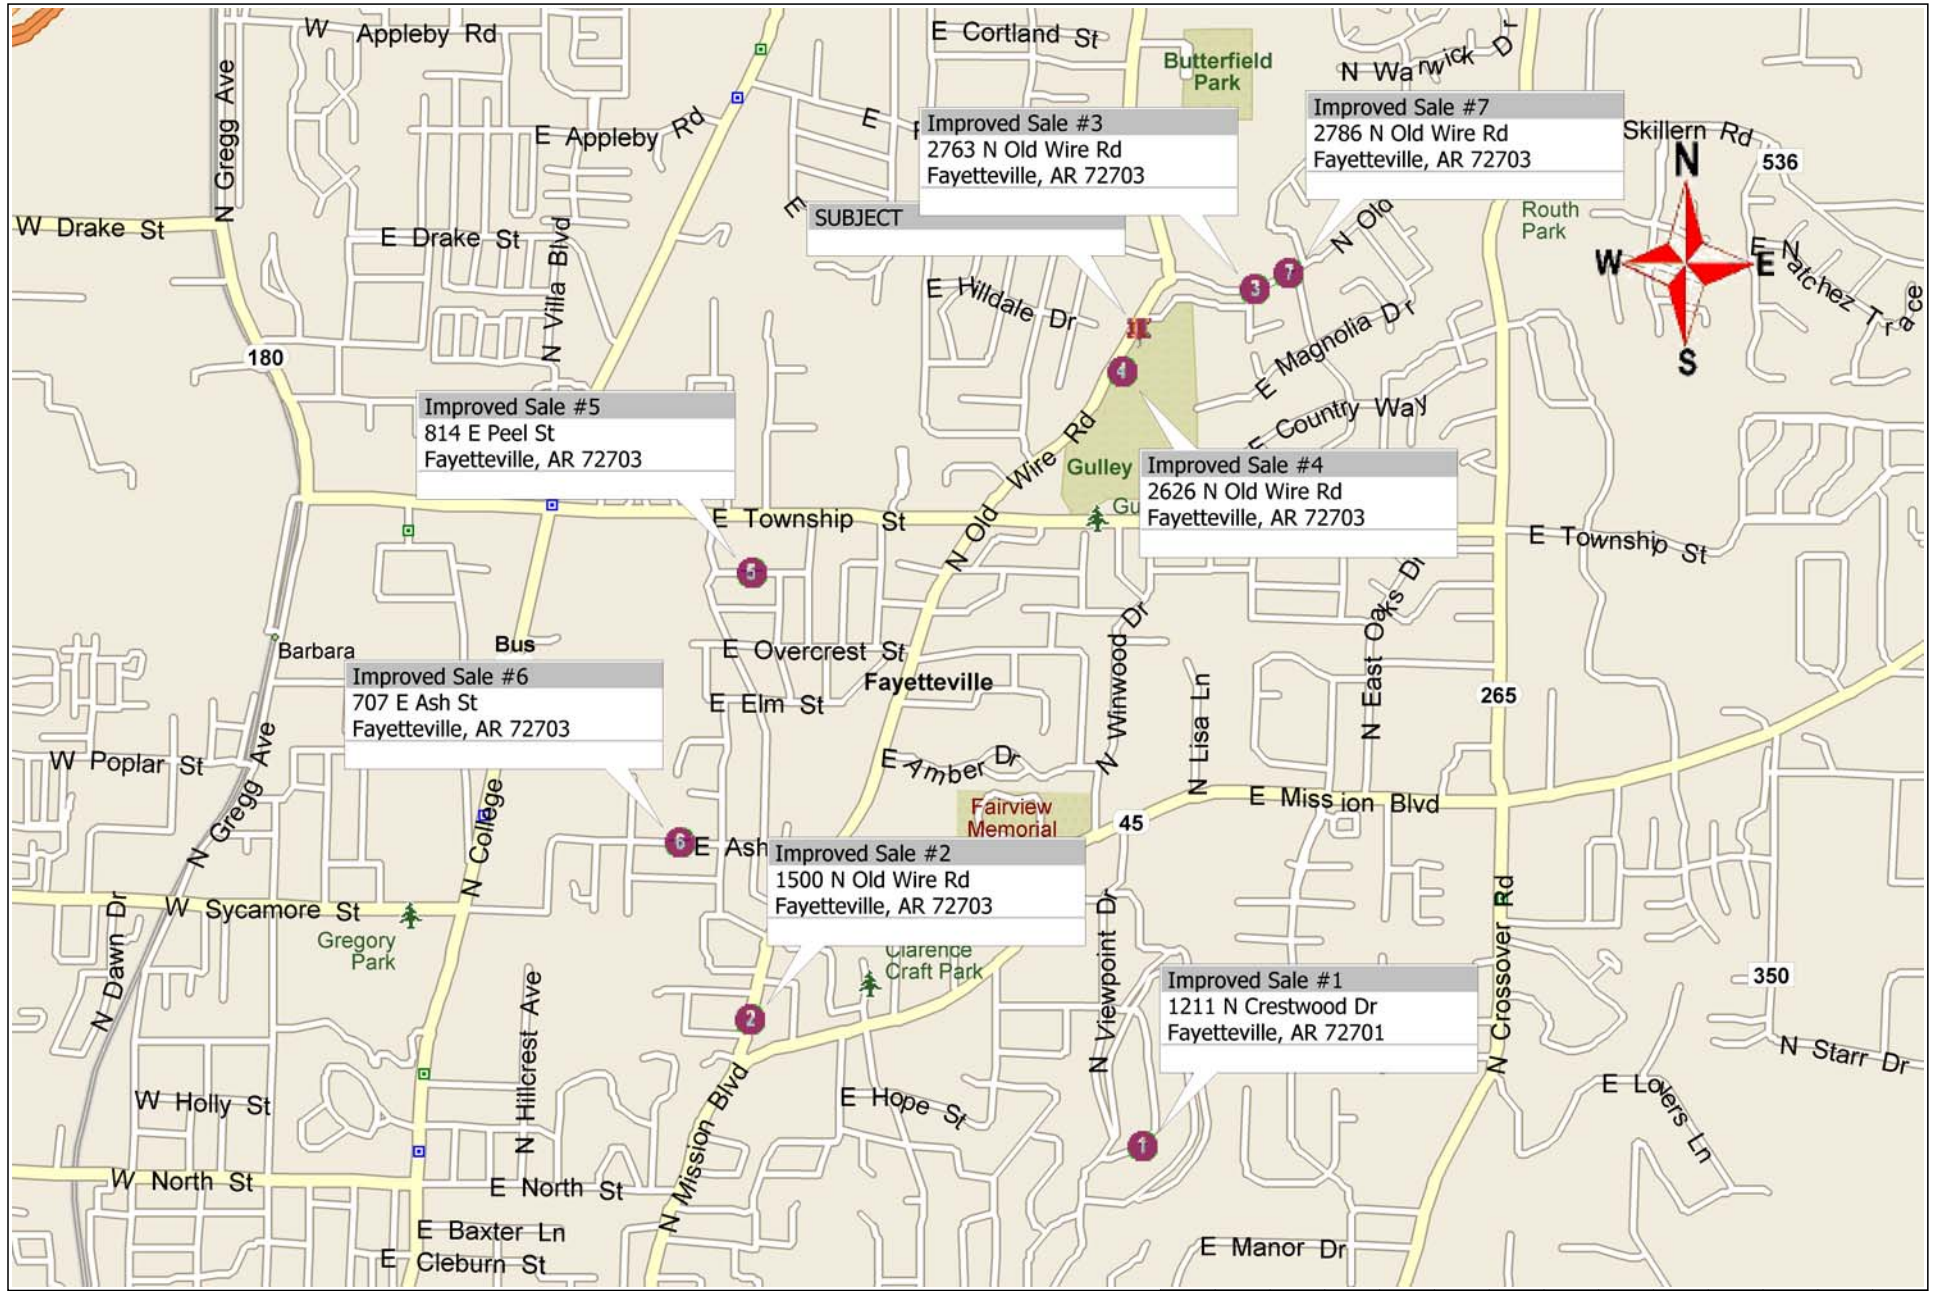 W Appleby Rd
E Cortland St
Butterfield
Park
N Warwick Dr
N Gregg Ave
E Appleby Rd
E
Improved Sale #3
2763 N Old Wire Rd
Fayetteville, AR 72703
Improved Sale #7
2786 N Old Wire Rd
Fayetteville, AR 72703
Skillern Rd
536
N
W
E
S
W Drake St
E Drake St
N Villa Blvd
E
SUBJECT
N Old
Routh
Park
E Natchez Trace
3
7
E Hilldale Dr
E Magnolia Dr
180
4
Improved Sale #5
814 E Peel St
Fayetteville, AR 72703
E Country Way
N Old Wire Rd
Gulley
Gu
Improved Sale #4
2626 N Old Wire Rd
Fayetteville, AR 72703
E Township St
E Township St
5
N East Oaks Dr
N Winwood Dr
Barbara
Bus
E Overcrest St
Improved Sale #6
707 E Ash St
Fayetteville, AR 72703
Fayetteville
E Elm St
N Lisa Ln
265
W Poplar St
N Gregg Ave
E Amber Dr
N College
Fairview
Memorial
45
E Mission Blvd
6
E Ash
Improved Sale #2
1500 N Old Wire Rd
Fayetteville, AR 72703
W Sycamore St
Gregory
Park
N Dawn Dr
Clarence
Craft Park
N Viewpoint Dr
N Crossover Rd
Improved Sale #1
1211 N Crestwood Dr
Fayetteville, AR 72701
350
N Hillcrest Ave
2
N Starr Dr
W Holly St
N Mission Blvd
E Hope St
E Lovers Ln
1
W North St
E North St
E Baxter Ln
E Cleburn St
E Manor Dr